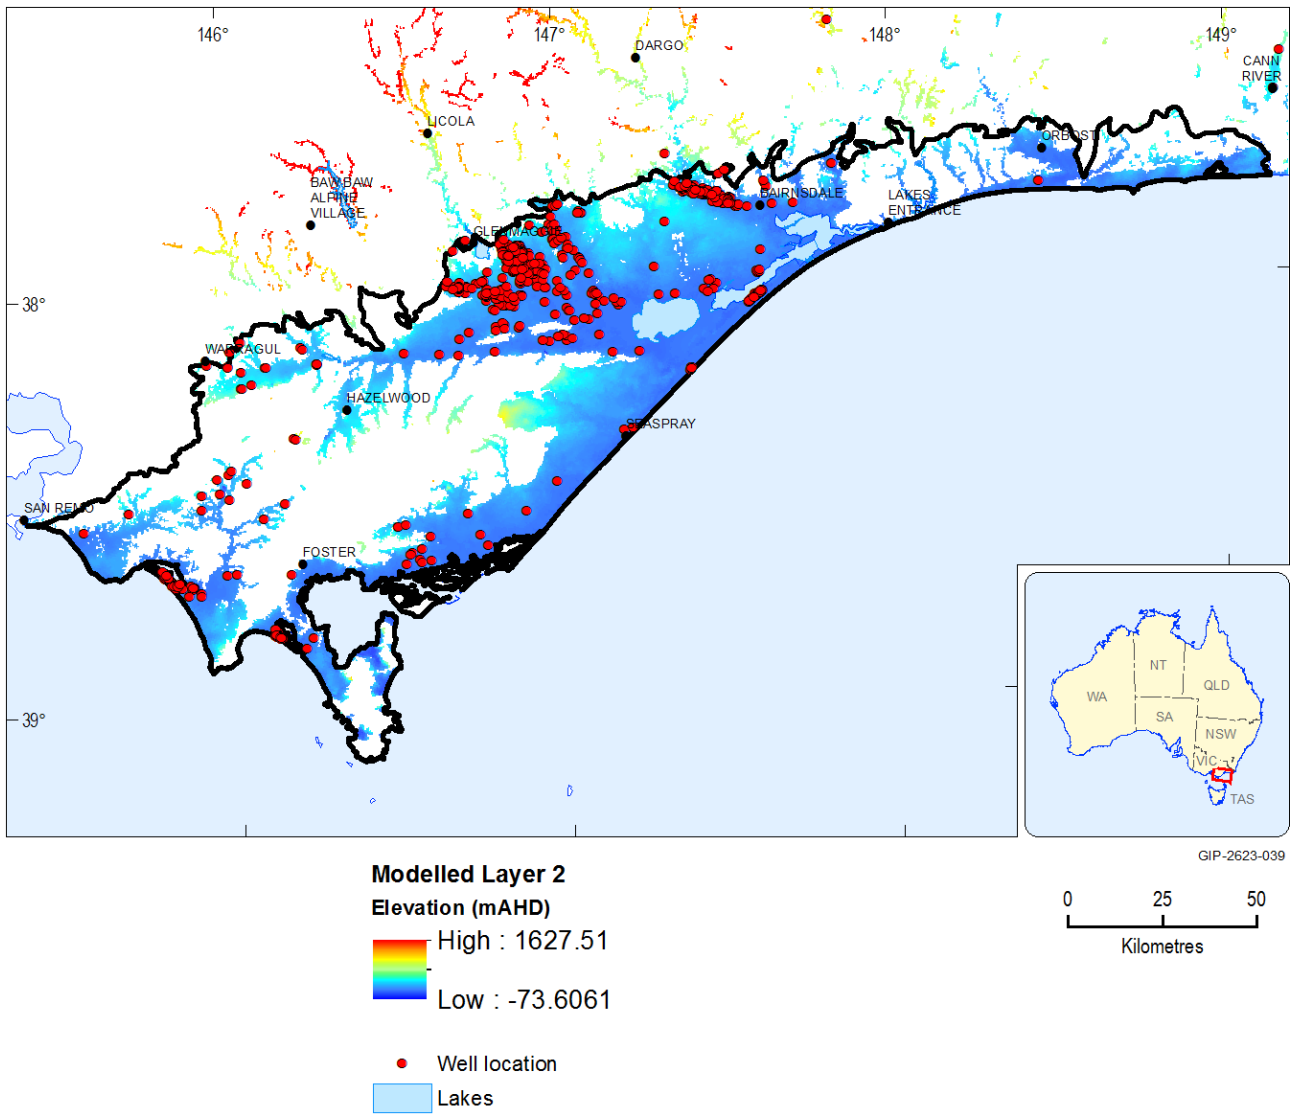 146°
147°
148°
149°
DARGO
CANN
RIVER
LICOLA
ORBOST
BAW BAW
ALPINE
VILLAGE
BAIRNSDALE
LAKES
ENTRANCE
GLENMAGGIE
38°
WARRAGUL
HAZELWOOD
SEASPRAY
SAN REMO
FOSTER
39°
NT
QLD
WA
SA
NSW
VIC
TAS
GIP-2623-039
Modelled Layer 2
Elevation (mAHD)
High : 1627.51
Low : -73.6061
0 25 50
Kilometres
Well location
Lakes